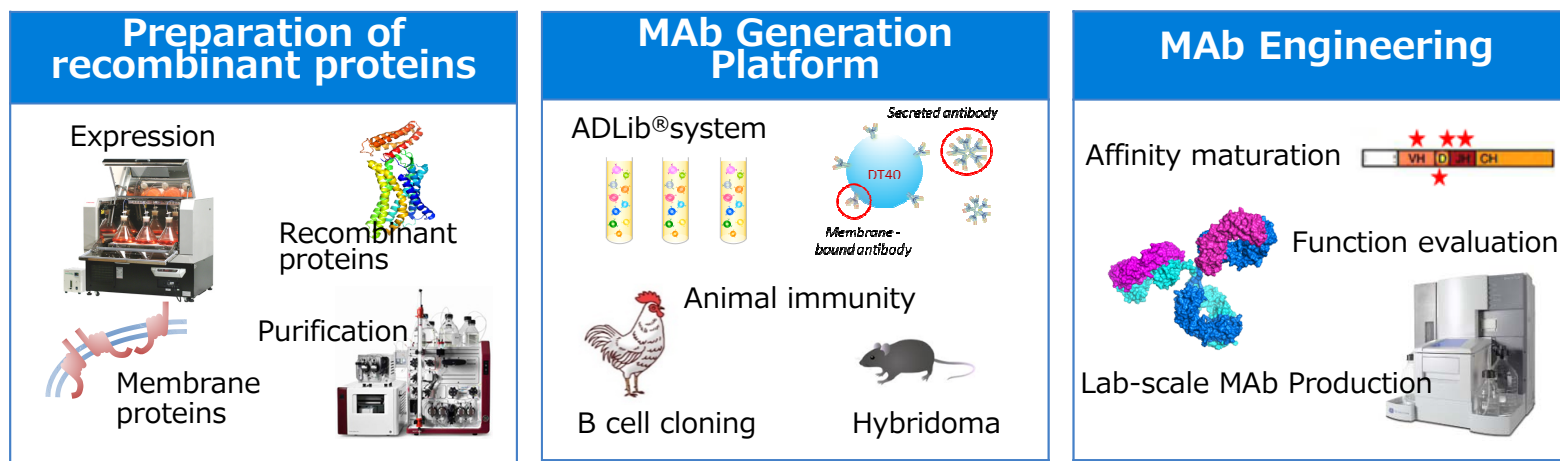 Preparation of
recombinant proteins
Expression
Recombinant
proteins
Purification
Membrane
proteins
MAb Generation
Platform
ADLib®system
Secreted antibody
DT40
Membrane -
bound antibody
Animal immunity
B cell cloning
Hybridoma
MAb Engineering
Affinity maturation
VH D JH CH
Function evaluation
Lab-scale MAb Production